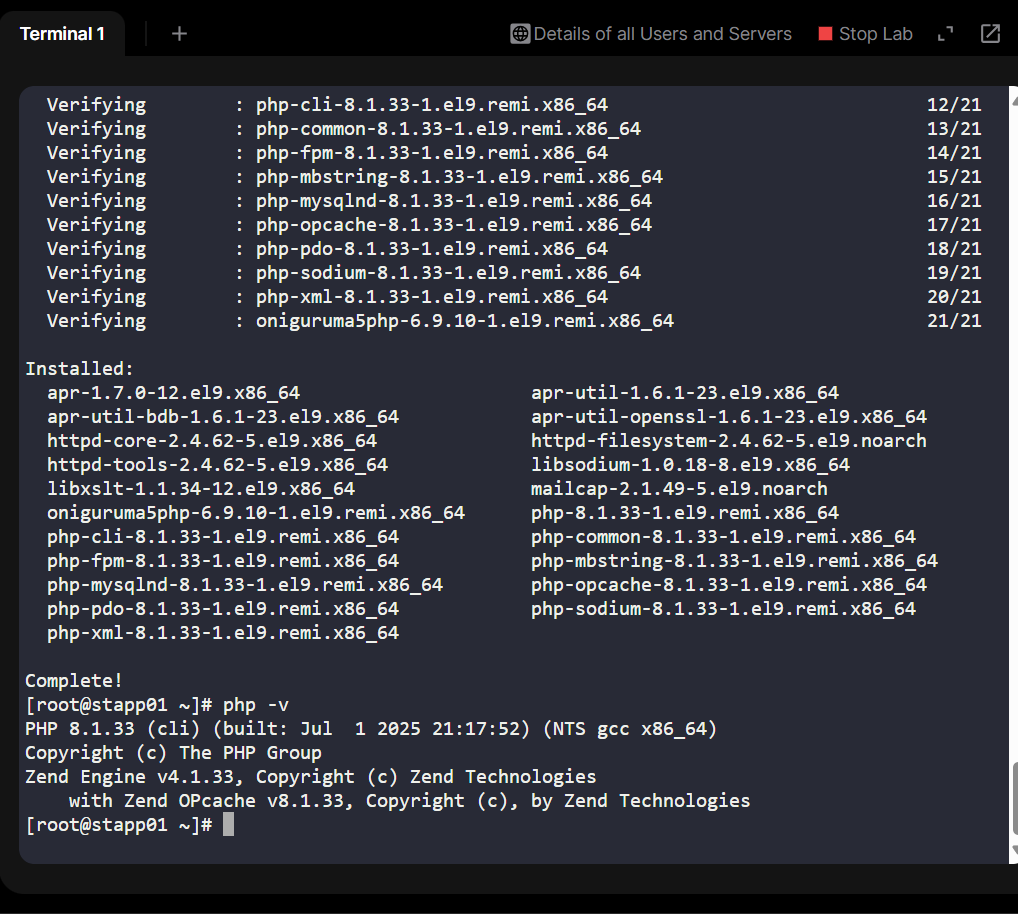 Terminal 1 + Details of all Users and Servers Stop Lab
Verifying : php-cli-8.1.33-1.el9.remi.x86_64 12/21
Verifying : php-common-8.1.33-1.el9.remi.x86_64 13/21
Verifying : php-fpm-8.1.33-1.el9.remi.x86_64 14/21
Verifying : php-mbstring-8.1.33-1.el9.remi.x86_64 15/21
Verifying : php-mysqlnd-8.1.33-1.el9.remi.x86_64 16/21
Verifying : php-opcache-8.1.33-1.el9.remi.x86_64 17/21
Verifying : php-pdo-8.1.33-1.el9.remi.x86_64 18/21
Verifying : php-sodium-8.1.33-1.el9.remi.x86_64 19/21
Verifying : php-xml-8.1.33-1.el9.remi.x86_64 20/21
Verifying : oniguruma5php-6.9.10-1.el9.remi.x86_64 21/21
Installed:
apr-1.7.0-12.el9.x86_64 apr-util-1.6.1-23.el9.x86_64
apr-util-bdb-1.6.1-23.el9.x86_64 apr-util-openssl-1.6.1-23.el9.x86_64
httpd-core-2.4.62-5.el9.x86_64 httpd-filesystem-2.4.62-5.el9.noarch
httpd-tools-2.4.62-5.el9.x86_64 libsodium-1.0.18-8.el9.x86_64
libxslt-1.1.34-12.el9.x86_64 mailcap-2.1.49-5.el9.noarch
oniguruma5php-6.9.10-1.el9.remi.x86_64 php-8.1.33-1.el9.remi.x86_64
php-cli-8.1.33-1.el9.remi.x86_64 php-common-8.1.33-1.el9.remi.x86_64
php-fpm-8.1.33-1.el9.remi.x86_64 php-mbstring-8.1.33-1.el9.remi.x86_64
php-mysqlnd-8.1.33-1.el9.remi.x86_64 php-opcache-8.1.33-1.el9.remi.x86_64
php-pdo-8.1.33-1.el9.remi.x86_64 php-sodium-8.1.33-1.el9.remi.x86_64
php-xml-8.1.33-1.el9.remi.x86_64
Complete!
[root@stapp01 ~]# php -v
PHP 8.1.33 (cli) (built: Jul  1 2025 21:17:52) (NTS gcc x86_64)
Copyright (c) The PHP Group
Zend Engine v4.1.33, Copyright (c) Zend Technologies
with Zend OPcache v8.1.33, Copyright (c), by Zend Technologies
[root@stapp01 ~]#